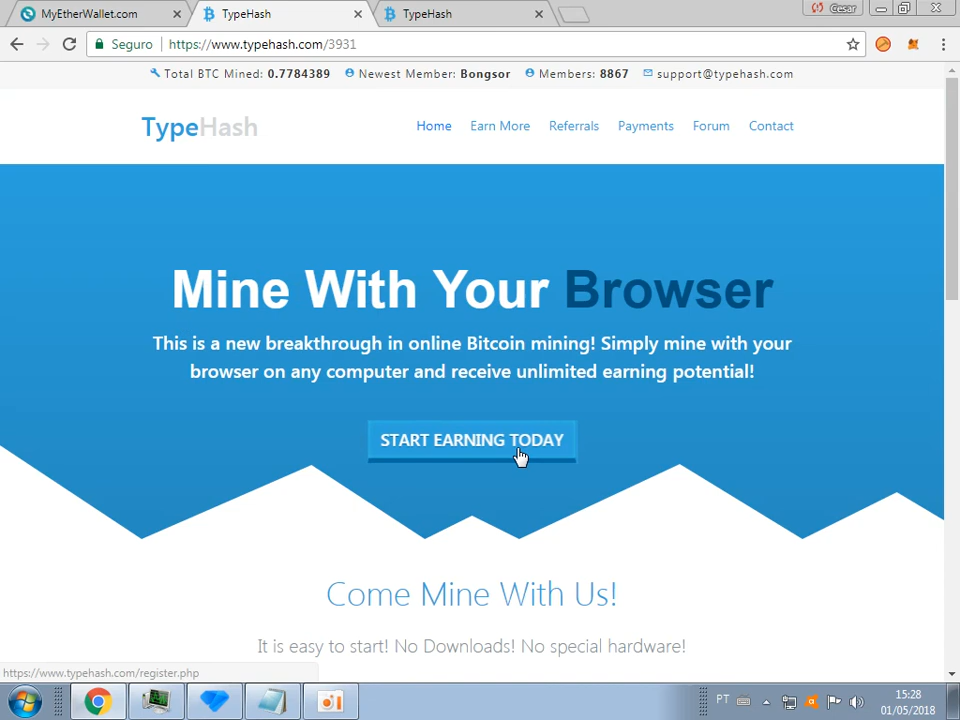 MyEtherWallet.com
TypeHash
TypeHash
Cesar
Seguro
https://www.typehash.com/3931
Total BTC Mined: 0.7784389
Newest Member: Bongsor
Members: 8867
support@typehash.com
TypeHash
Home
Earn More
Referrals
Payments
Forum
Contact
Mine With Your Browser
This is a new breakthrough in online Bitcoin mining! Simply mine with your
browser on any computer and receive unlimited earning potential!
START EARNING TODAY
Come Mine With Us!
It is easy to start! No Downloads! No special hardware!
https://www.typehash.com/register.php
PT
15:28
01/05/2018